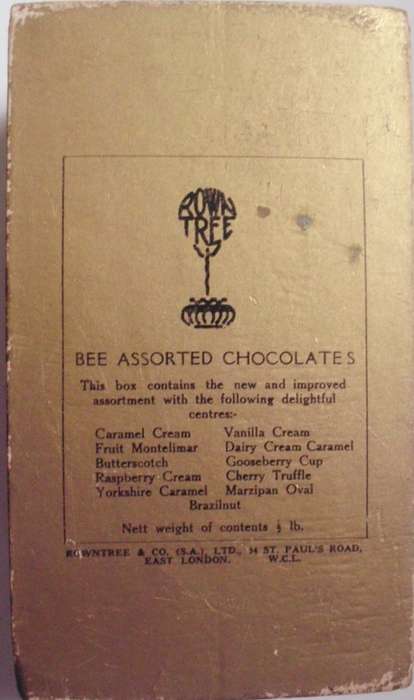 ROWN
TREE
BEE ASSORTED CHOCOLATES
This box contains the new and improved
assortment with the following delightful
centres:-
Caramel Cream Vanilla Cream
Fruit Montelimar Dairy Cream Caramel
Butterscotch Gooseberry Cup
Raspberry Cream Cherry Truffle
Yorkshire Caramel Marzipan Oval
Brazilnut
Nett weight of contents ½ lb.
ROWNTREE & CO. (S.A.), LTD., 34 ST. PAUL'S ROAD,
EAST LONDON. W.C.L.